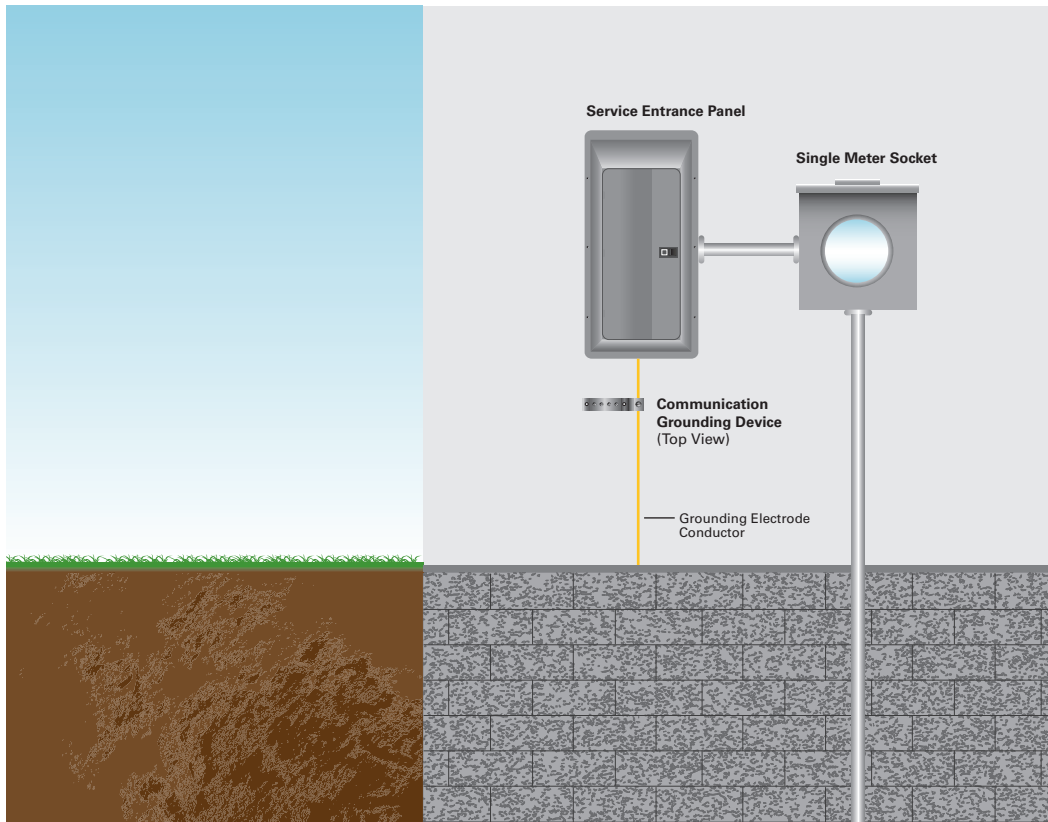 Service Entrance Panel
Single Meter Socket
Communication
Grounding Device
(Top View)
Grounding Electrode
Conductor